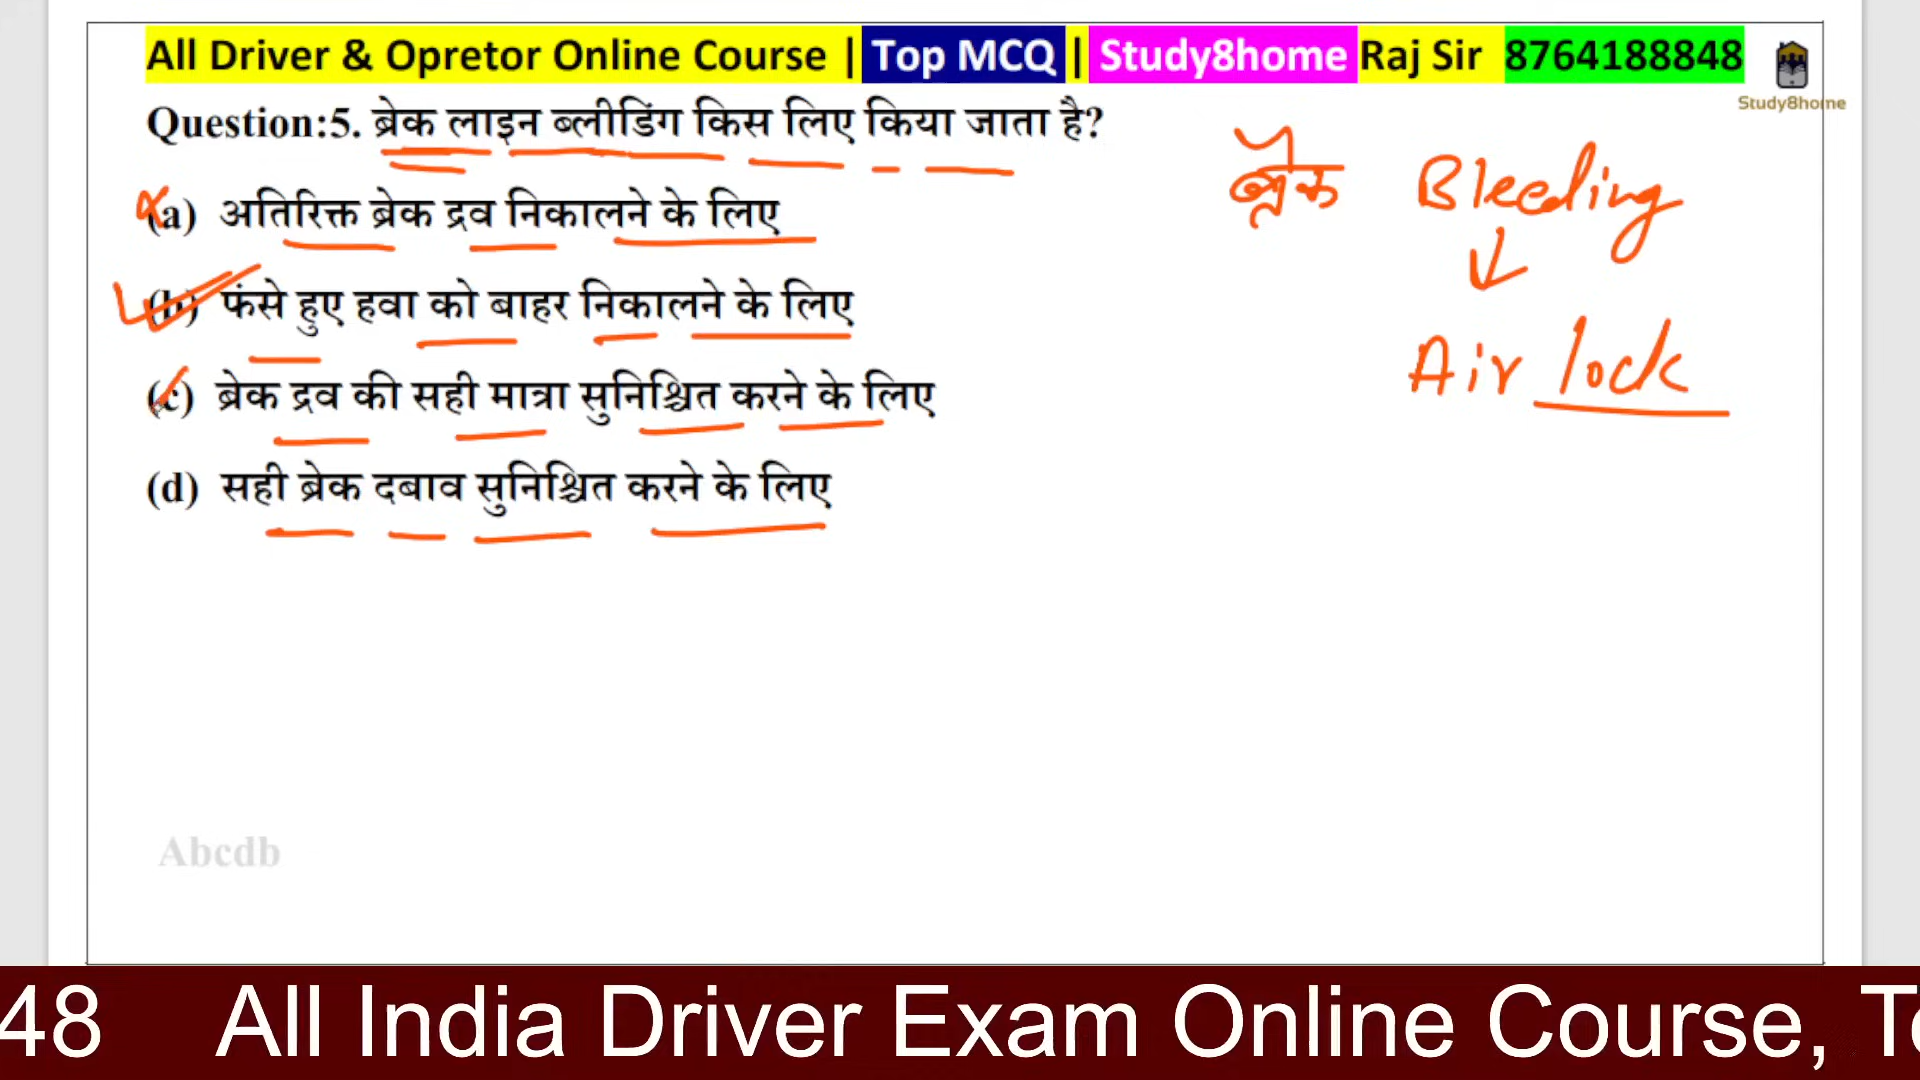 All Driver & Opretor Online Course | Top MCQ | Study8home Raj Sir 8764188848
Study8home
Question:5. ब्रेक लाइन ब्लीडिंग किस लिए किया जाता है?
(a) अतिरिक्त ब्रेक द्रव निकालने के लिए
(b) फंसे हुए हवा को बाहर निकालने के लिए
(c) ब्रेक द्रव की सही मात्रा सुनिश्चित करने के लिए
(d) सही ब्रेक दबाव सुनिश्चित करने के लिए
Bleeding
Air lock
Abcdb
48 All India Driver Exam Online Course,